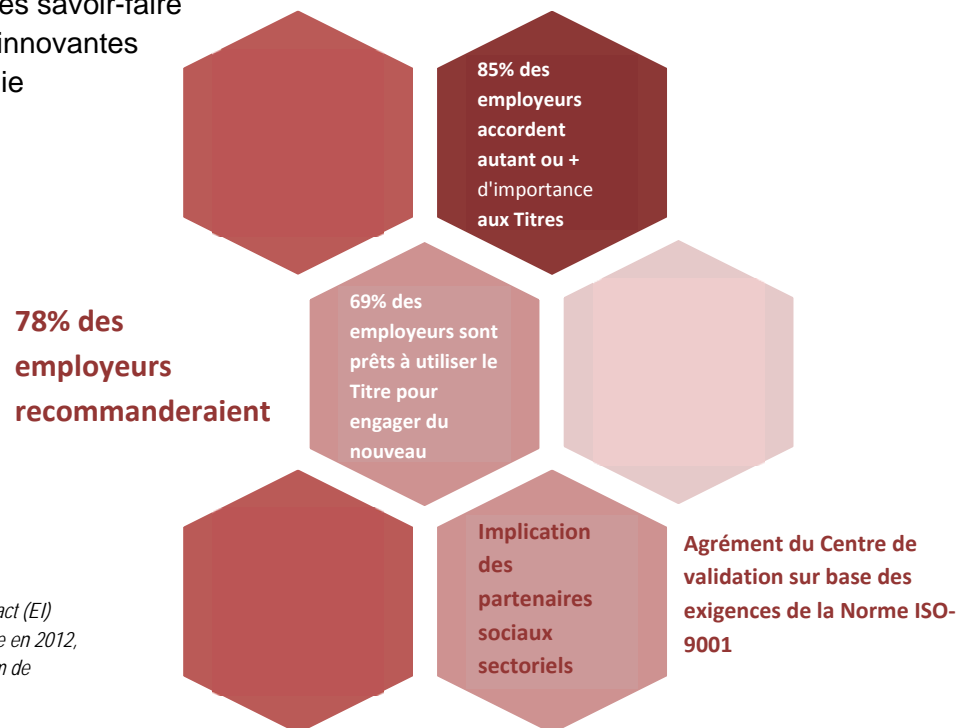 es savoir-faire
innovantes
ie
85% des
employeurs
accordent
autant ou +
d'importance
aux Titres
78% des
employeurs
recommanderaient
69% des
employeurs sont
prêts à utiliser le
Titre pour
engager du
nouveau
Implication
des
partenaires
sociaux
sectoriels
Agrément du Centre de
validation sur base des
exigences de la Norme ISO-
9001
act (EI)
e en 2012,
n de